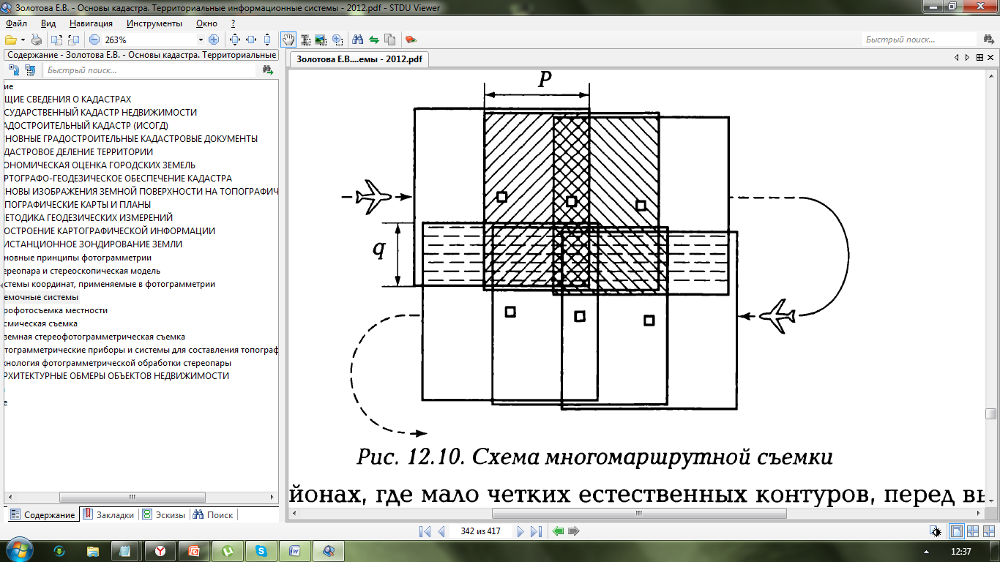 Золотова Е.В. - Основы кадастра. Территориальные информационные системы - 2012.pdf - STDU Viewer
Файл Вид Навигация Инструменты Окно ?
263% Быстрый поиск...
Содержание - Золотова Е.В. - Основы кадастра. Территориальные
Быстрый поиск...
ие
ЩИЕ СВЕДЕНИЯ О КАДАСТРАХ
СУДАРСТВЕННЫЙ КАДАСТР НЕДВИЖИМОСТИ
АДОСТРОИТЕЛЬНЫЙ КАДАСТР (ИСОГД)
НОВНЫЕ ГРАДОСТРОИТЕЛЬНЫЕ КАДАСТРОВЫЕ ДОКУМЕНТЫ
ДАСТРОВОЕ ДЕЛЕНИЕ ТЕРРИТОРИИ
ОНОМИЧЕСКАЯ ОЦЕНКА ГОРОДСКИХ ЗЕМЕЛЬ
РТОГРАФО-ГЕОДЕЗИЧЕСКОЕ ОБЕСПЕЧЕНИЕ КАДАСТРА
НОВЫ ИЗОБРАЖЕНИЯ ЗЕМНОЙ ПОВЕРХНОСТИ НА ТОПОГРАФИЧ
ПОГРАФИЧЕСКИЕ КАРТЫ И ПЛАНЫ
ЕТОДИКА ГЕОДЕЗИЧЕСКИХ ИЗМЕРЕНИЙ
ОСТРОЕНИЕ КАРТОГРАФИЧЕСКОЙ ИНФОРМАЦИИ
ИСТАНЦИОННОЕ ЗОНДИРОВАНИЕ ЗЕМЛИ
новные принципы фотограмметрии
ереопара и стереоскопическая модель
стемы координат, применяемые в фотограмметрии
емочные системы
рофотосъемка местности
смическая съемка
земная стереофотограмметрическая съемка
тограмметрические приборы и системы для составления топограф
хнология фотограмметрической обработки стереопары
РХИТЕКТУРНЫЕ ОБМЕРЫ ОБЪЕКТОВ НЕДВИЖИМОСТИ
е
Содержание Закладки Эскизы Поиск
Золотова Е.В....емы - 2012.pdf
P
q
Рис. 12.10. Схема многомаршрутной съемки
йонах, где мало четких естественных контуров, перед вы
342 из 417
12:37